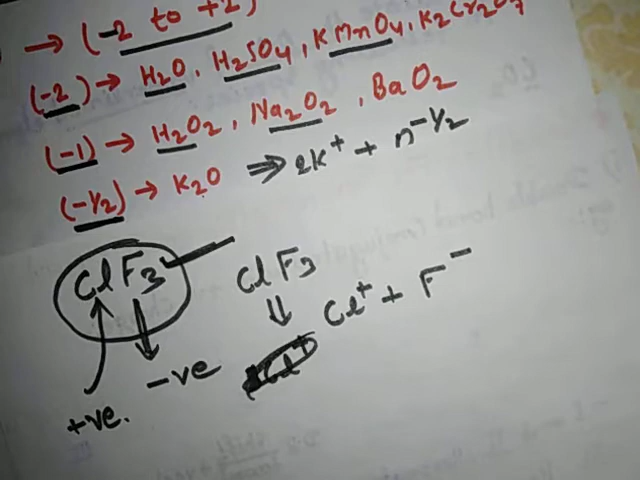 → (-2 to +2)
(-2) → H2O, H2SO4, KMnO4, K2Cr2O7
(-1) → H2O2, Na2O2, BaO2
(-1/2) → K2O ⇒ 2K+ + n-1/2
ClF3 ClF3
⇓ Cl+ + F-
-ve
+ve.